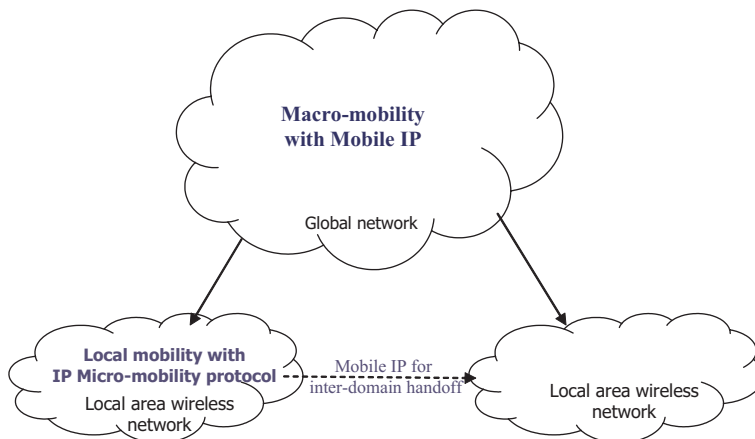 Macro-mobility
with Mobile IP
Global network
Local mobility with
IP Micro-mobility protocol
Local area wireless
network
Mobile IP for
inter-domain handoff
Local area wireless
network